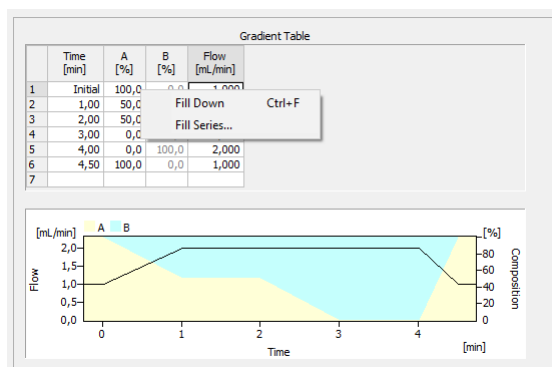 Gradient Table
Time [min] A [%] B [%] Flow [mL/min]
1 Initial 100,0 0,0 1,000
2 1,00 50,0
3 2,00 50,0
4 3,00 0,0
5 4,00 0,0 100,0 2,000
6 4,50 100,0 0,0 1,000
7
Fill Down Ctrl+F
Fill Series...
[mL/min] A B [%]
2,0
1,5
1,0
0,5
0,0
Flow
80
60
40
20
0
Composition
0 1 2 3 4 [min]
Time